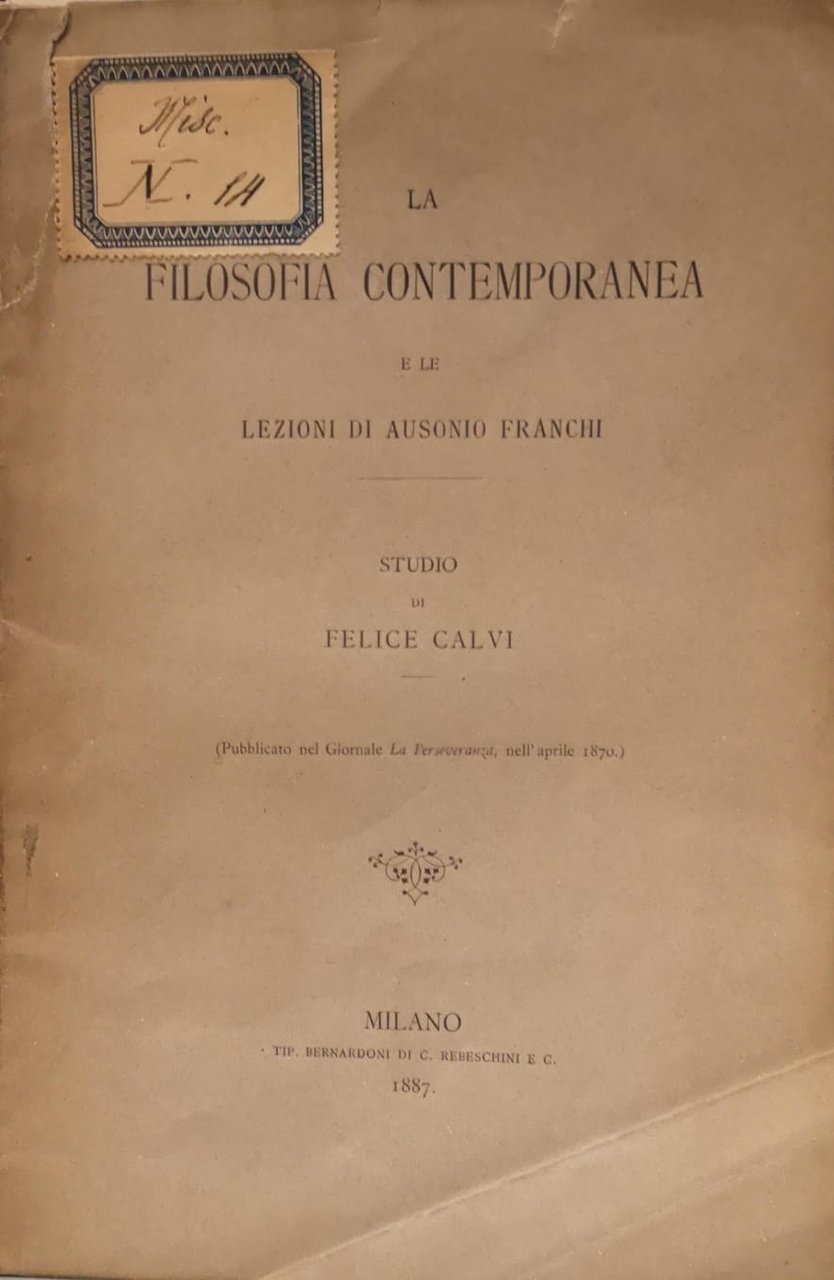 Misc.
N. 14
LA
FILOSOFIA CONTEMPORANEA
E LE
LEZIONI DI AUSONIO FRANCHI
STUDIO
DI
FELICE CALVI
(Pubblicato nel Giornale La Perseveranza, nell'aprile 1870.)
MILANO
TIP. BERNARDONI DI C. REBESCHINI E C.
1887.